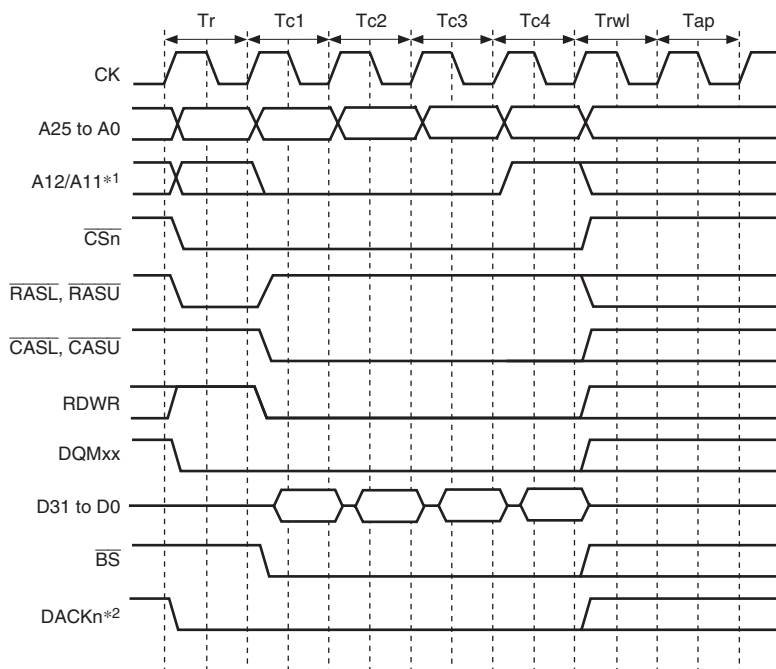 Tr Tc1 Tc2 Tc3 Tc4 Trwl Tap
CK
A25 to A0
A12/A11*1
CSn
RASL, RASU
CASL, CASU
RDWR
DQMxx
D31 to D0
BS
DACKn*2